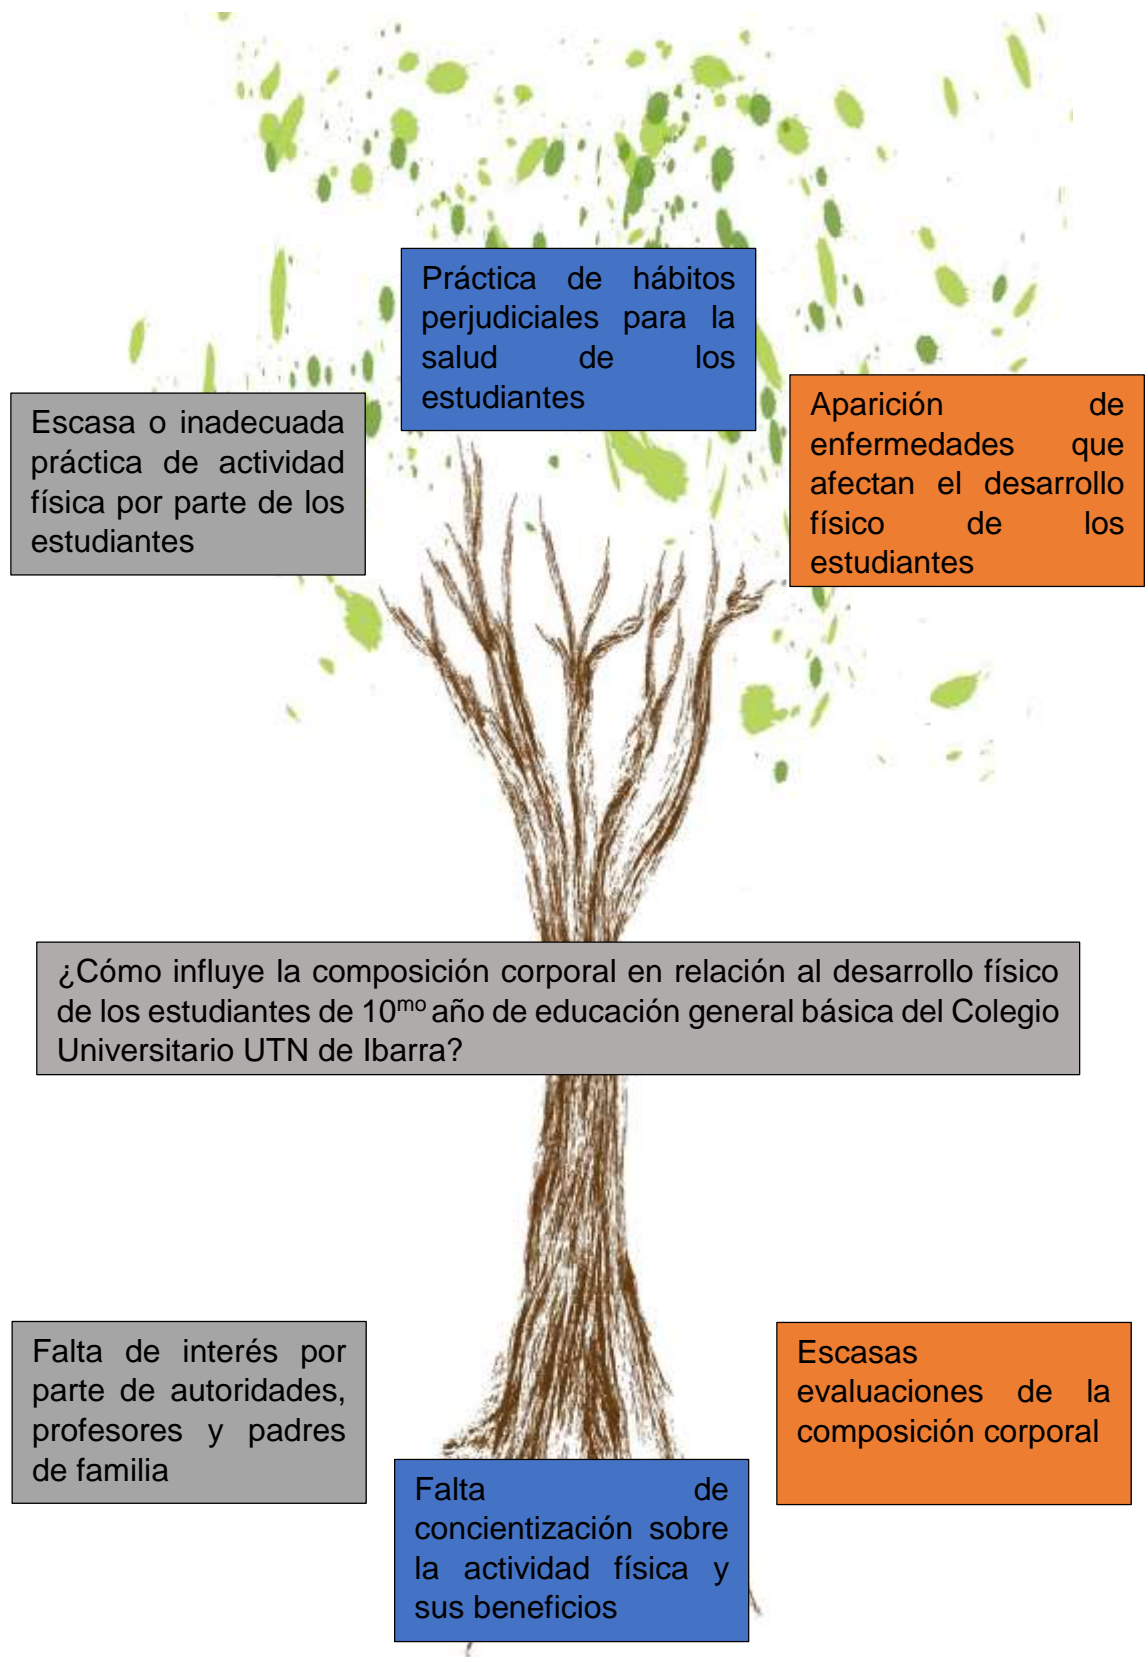 Práctica de hábitos
perjudiciales para la
salud de los
estudiantes
Escasa o inadecuada
práctica de actividad
física por parte de los
estudiantes
Aparición de
enfermedades que
afectan el desarrollo
físico de los
estudiantes
¿Cómo influye la composición corporal en relación al desarrollo físico
de los estudiantes de 10mo año de educación general básica del Colegio
Universitario UTN de Ibarra?
Falta de interés por
parte de autoridades,
profesores y padres
de familia
Falta de
concientización sobre
la actividad física y
sus beneficios
Escasas
evaluaciones de la
composición corporal